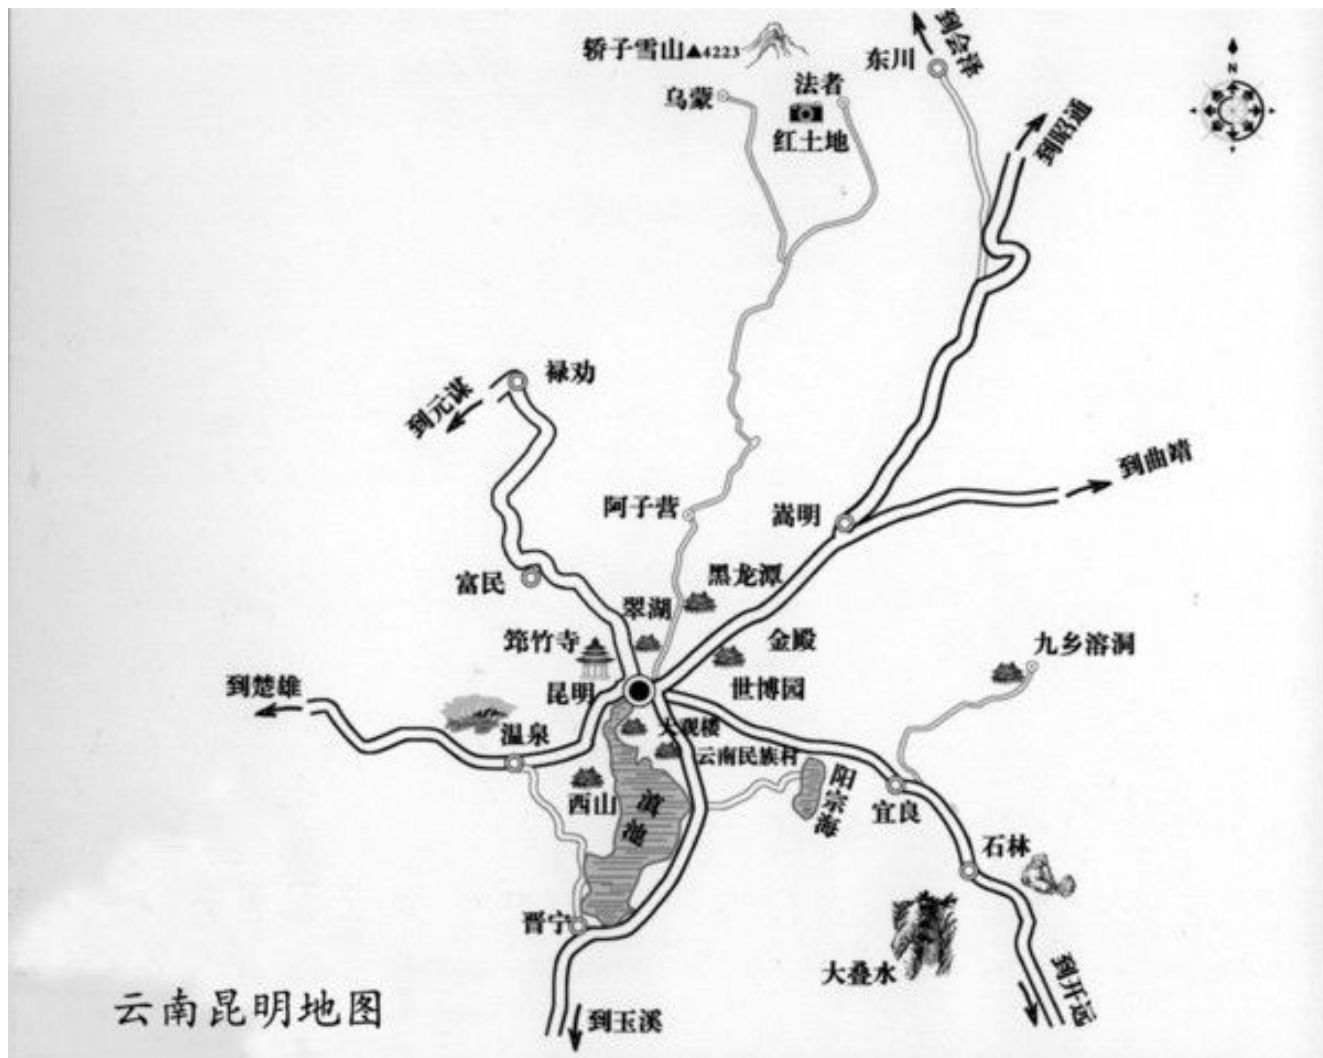 到会泽
轿子雪山▲4223
东川
N
法者
乌蒙
到昭通
红土地
禄劝
到元谋
到曲靖
阿子营
嵩明
黑龙潭
富民
翠湖
筇竹寺
金殿
九乡溶洞
到楚雄
昆明
世博园
大观楼
温泉
云南民族村
阳宗海
西山
滇池
宜良
石林
晋宁
大叠水
到开远
云南昆明地图
到玉溪